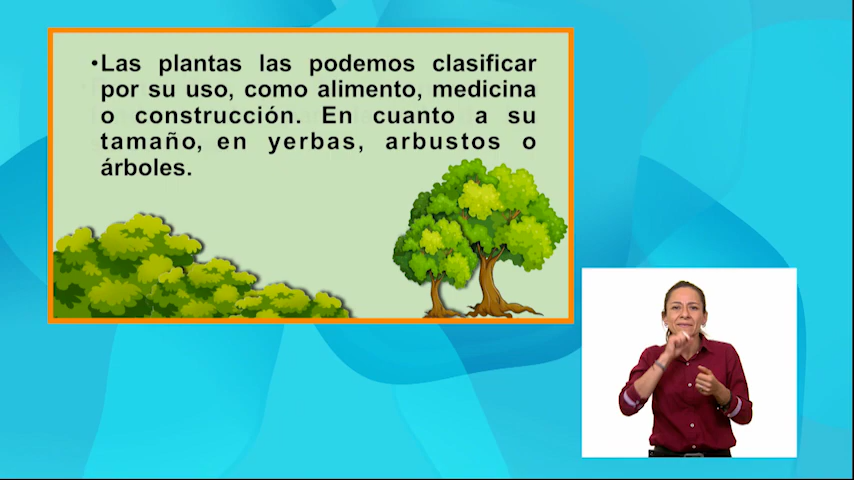 •Las plantas las podemos clasificar
por su uso, como alimento, medicina
o construcción. En cuanto a su
tamaño, en yerbas, arbustos o
árboles.